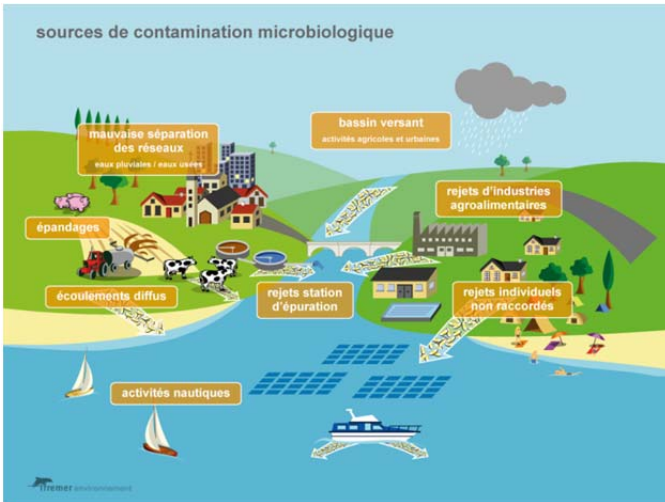 sources de contamination microbiologique
mauvaise séparation
des réseaux
eaux pluviales / eaux usées
bassin versant
activités agricoles et urbaines
rejets d'industries
agroalimentaires
épandages
écoulements diffus
rejets station
d'épuration
rejets individuels
non raccordés
activités nautiques
ifremer environnement